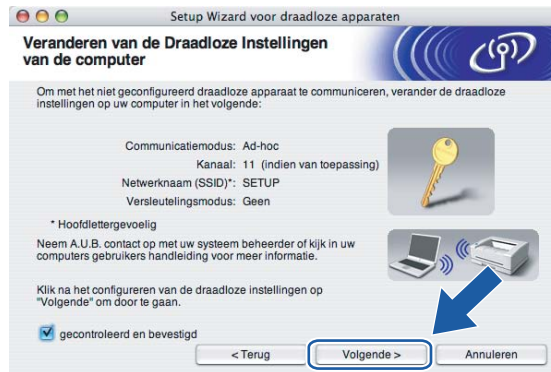 Setup Wizard voor draadloze apparaten
Veranderen van de Draadloze Instellingen
van de computer
Om met het niet geconfigureerd draadloze apparaat te communiceren, verander de draadloze
instellingen op uw computer in het volgende:
Communicatiemodus: Ad-hoc
Kanaal: 11 (indien van toepassing)
Netwerknaam (SSID)*: SETUP
Versleutelingsmodus: Geen
* Hoofdlettergevoelig
Neem A.U.B. contact op met uw systeem beheerder of kijk in uw
computers gebruikers handleiding voor meer informatie.
Klik na het configureren van de draadloze instellingen op
"Volgende" om door te gaan.
gecontroleerd en bevestigd
< Terug
Volgende >
Annuleren